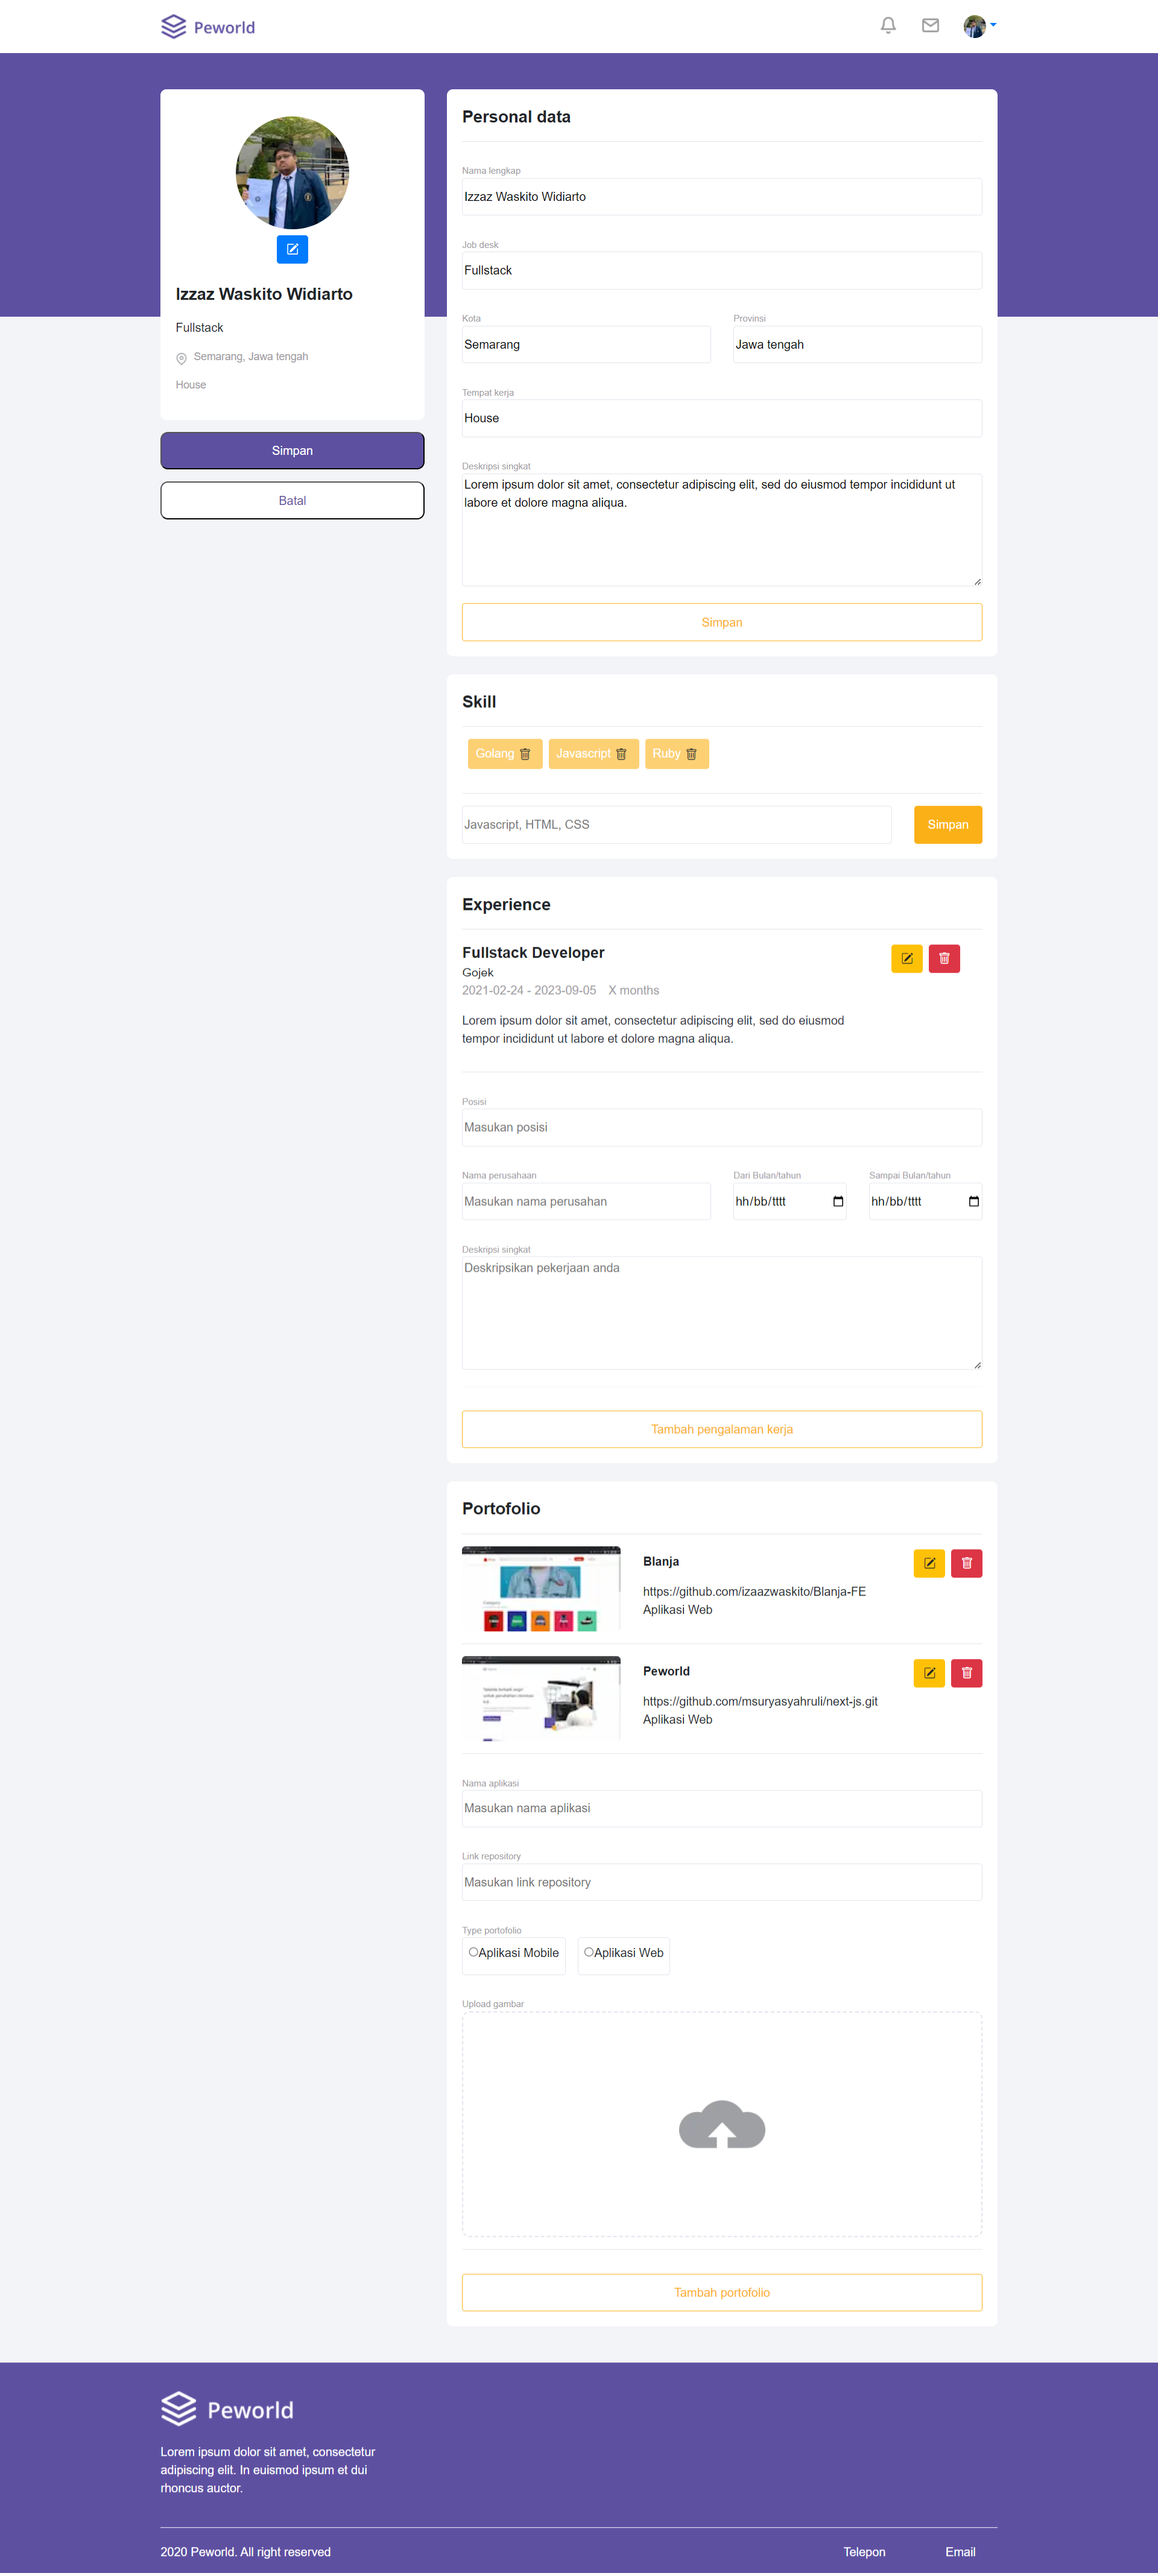 Peworld
Izzaz Waskito Widiarto
Fullstack
Semarang, Jawa tengah
House
Simpan
Batal
Personal data
Nama lengkap
Izzaz Waskito Widiarto
Job desk
Fullstack
Kota
Provinsi
Semarang
Jawa tengah
Tempat kerja
House
Deskripsi singkat
Lorem ipsum dolor sit amet, consectetur adipiscing elit, sed do eiusmod tempor incididunt ut
labore et dolore magna aliqua.
Simpan
Skill
Golang
Javascript
Ruby
Javascript, HTML, CSS
Simpan
Experience
Fullstack Developer
Gojek
2021-02-24 - 2023-09-05 X months
Lorem ipsum dolor sit amet, consectetur adipiscing elit, sed do eiusmod
tempor incididunt ut labore et dolore magna aliqua.
Posisi
Masukan posisi
Nama perusahaan
Dari Bulan/tahun
Sampai Bulan/tahun
Masukan nama perusahan
hh/bb/tttt
hh/bb/tttt
Deskripsi singkat
Deskripsikan pekerjaan anda
Tambah pengalaman kerja
Portofolio
Blanja
https://github.com/izaazwaskito/Blanja-FE
Aplikasi Web
Peworld
https://github.com/msuryasyahruli/next-js.git
Aplikasi Web
Nama aplikasi
Masukan nama aplikasi
Link repository
Masukan link repository
Type portofolio
Aplikasi Mobile
Aplikasi Web
Upload gambar
Tambah portofolio
Peworld
Lorem ipsum dolor sit amet, consectetur
adipiscing elit. In euismod ipsum et dui
rhoncus auctor.
2020 Peworld. All right reserved
Telepon
Email